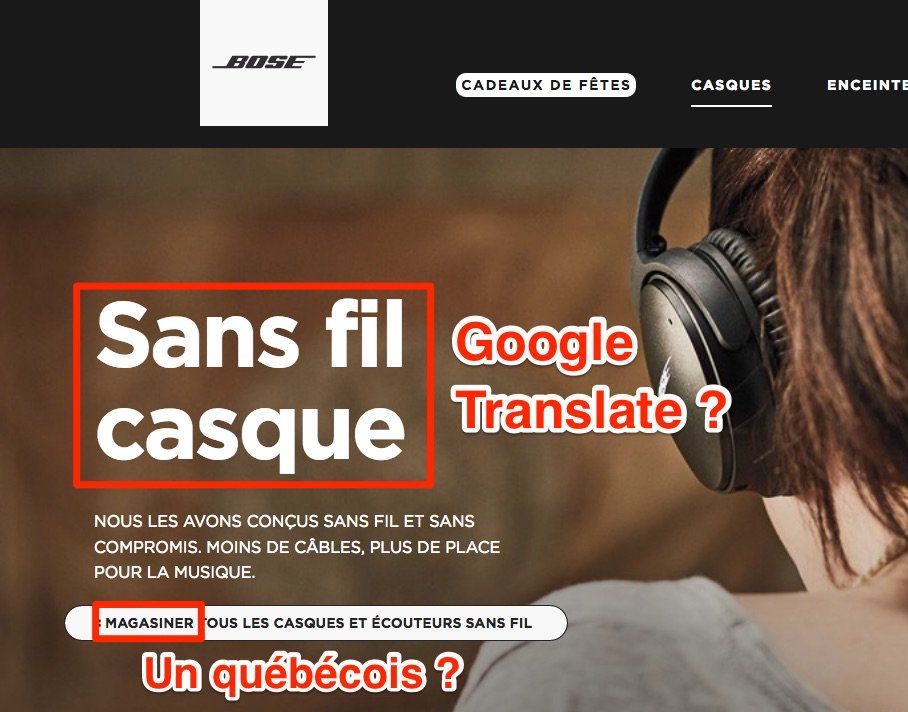 BOSE
CADEAUX DE FÊTES CASQUES ENCEINTE
Sans fil
casque
Google
Translate ?
NOUS LES AVONS CONÇUS SANS FIL ET SANS
COMPROMIS. MOINS DE CÂBLES, PLUS DE PLACE
POUR LA MUSIQUE.
: MAGASINER TOUS LES CASQUES ET ÉCOUTEURS SANS FIL
Un québécois ?